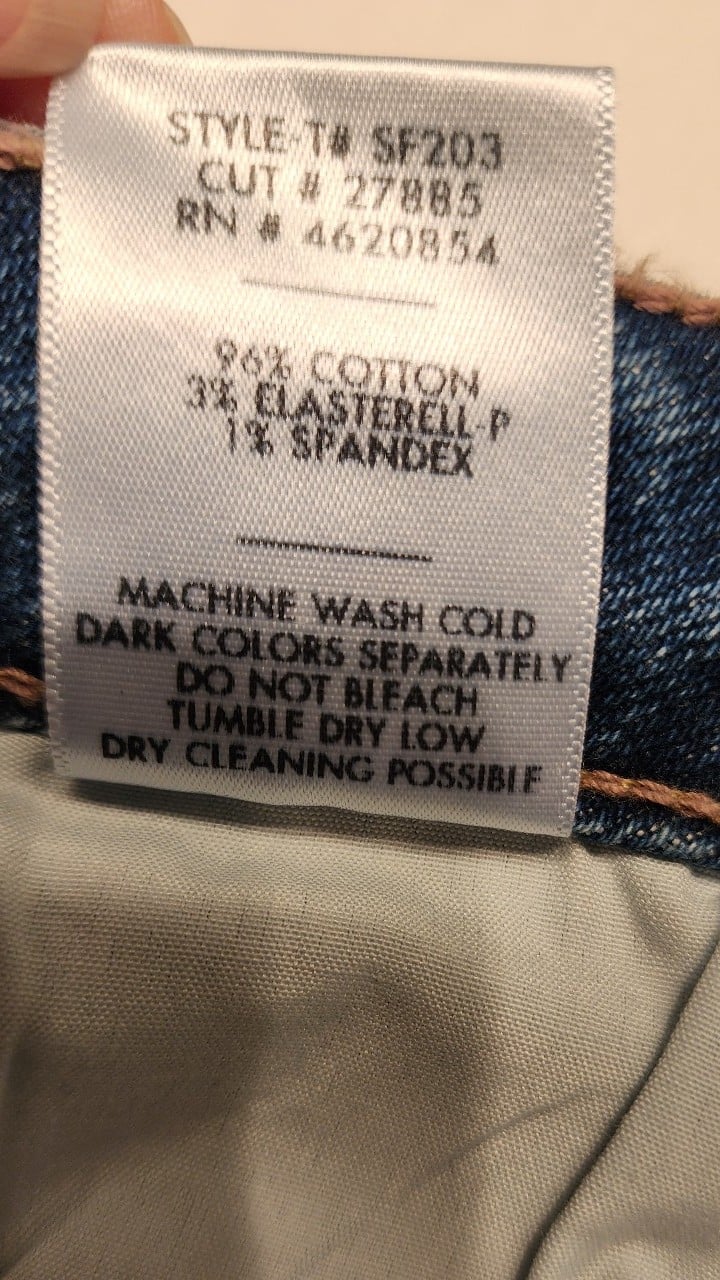 STYLE-T# SF203
CUT # 27885
RN # 4620854
96% COTTON
3% ELASTERELL-P
1% SPANDEX
MACHINE WASH COLD
DARK COLORS SEPARATELY
DO NOT BLEACH
TUMBLE DRY LOW
DRY CLEANING POSSIBLE